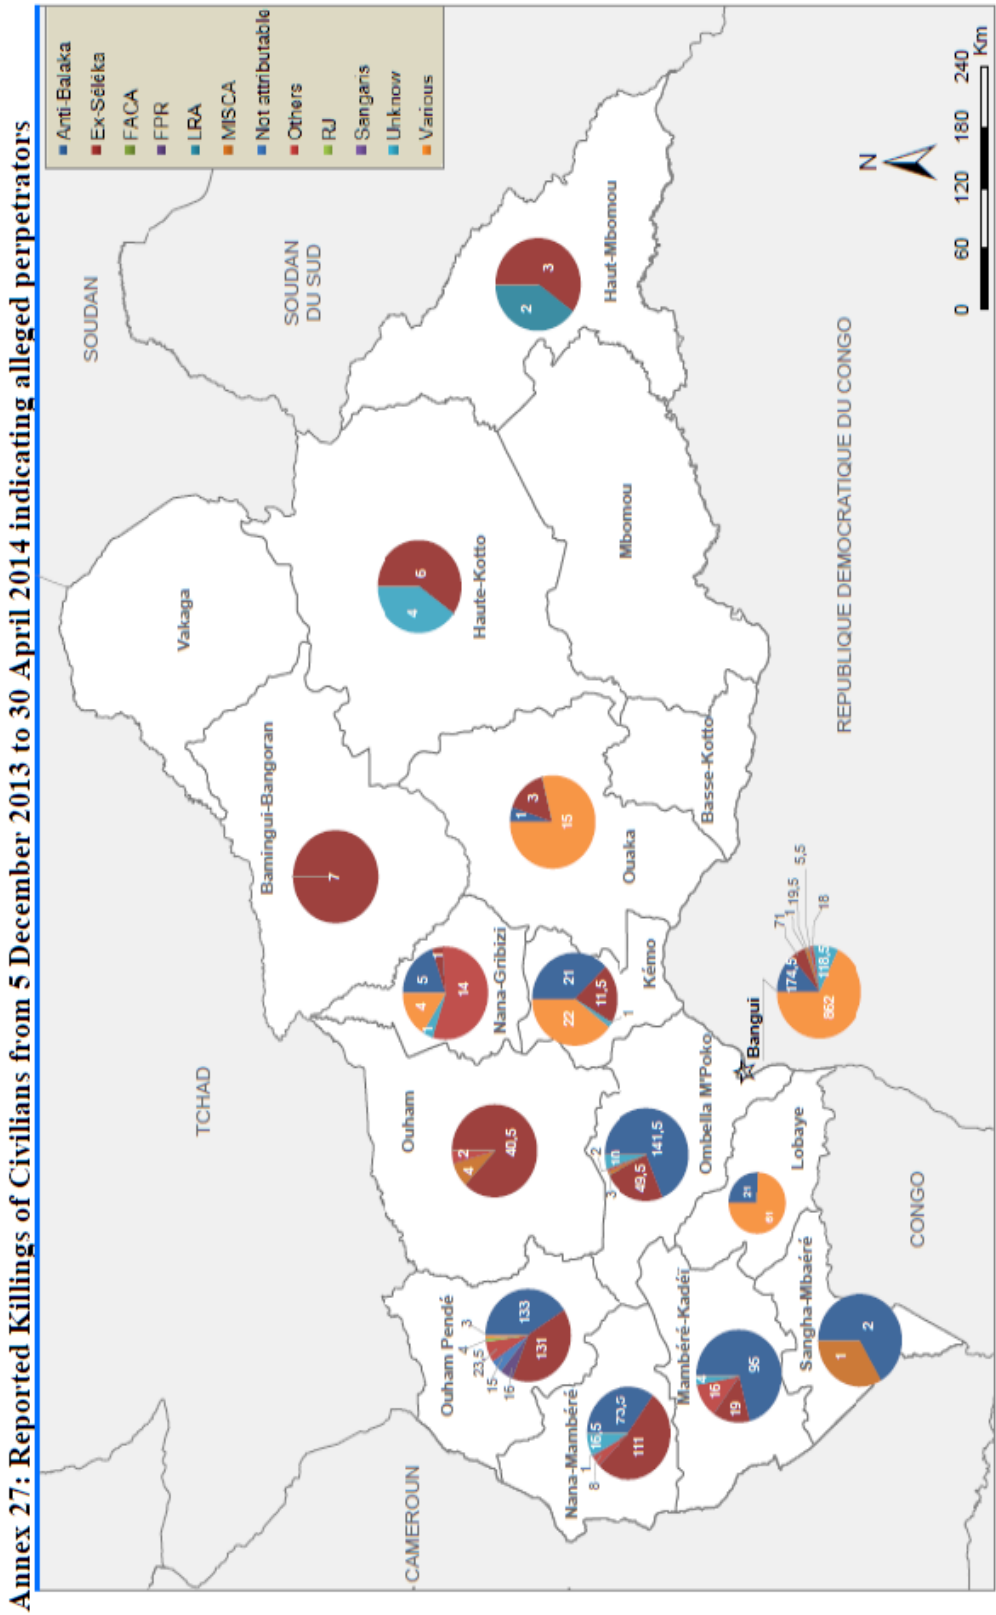 Annex 27: Reported Killings of Civilians from 5 December 2013 to 30 April 2014 indicating alleged perpetrators
Anti-Balaka
Ex-Séléka
FACA
FPR
LRA
MISCA
Not attributable
Others
RJ
Sangaris
Unknow
Various
SOUDAN
SOUDAN
DU SUD
TCHAD
CAMEROUN
CONGO
REPUBLIQUE DEMOCRATIQUE DU CONGO
Vakaga
Bamingui-Bangoran
7
Haute-Kotto
4
6
Haut-Mbomou
2
3
Mbomou
Basse-Kotto
Ouaka
1
3
15
Nana-Gribizi
5
1
14
1
4
Kémo
21
11,5
1
22
Ouham
40,5
4
2
Ouham Pendé
133
131
16
15
23,5
4
3
Nana-Mambéré
73,5
111
8
1
16,5
Mambéré-Kadéï
95
19
16
4
Sangha-Mbaéré
2
1
Lobaye
21
61
Ombella M'Poko
141,5
49,5
3
10
2
Bangui
174,5
71
1
19,5
5,5
18
118,5
862
N
0 60 120 180 240
Km